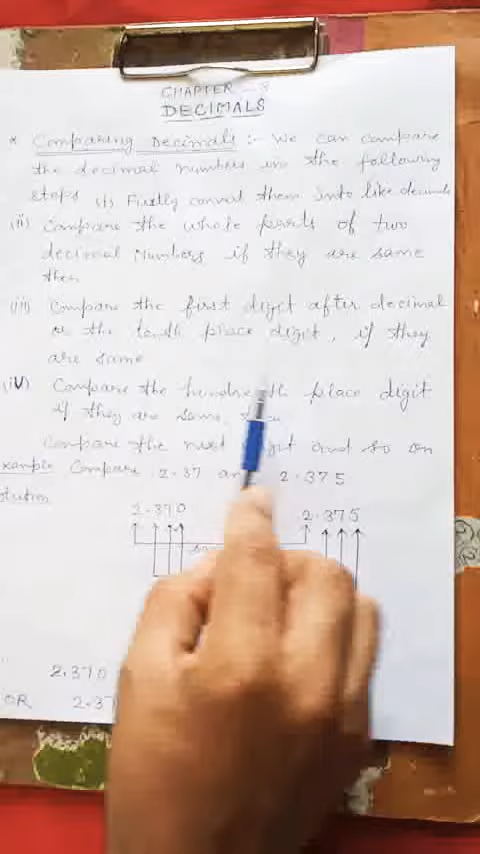 CHAPTER - 8
DECIMALS
* Comparing Decimals :- We can compare
the decimal numbers in the following
steps (i) Firstly convert them into like decimals
(ii) Compare the whole parts of two
decimal Numbers if they are same
then
(iii) Compare the first digit after decimal
or the tenth place digit, if they
are same
(iv) Compare the hundredth place digit
if they are same,
Compare the next digit and so on
Example Compare 2.37 and 2.375
2.370 2.375
2.370
OR 2.37